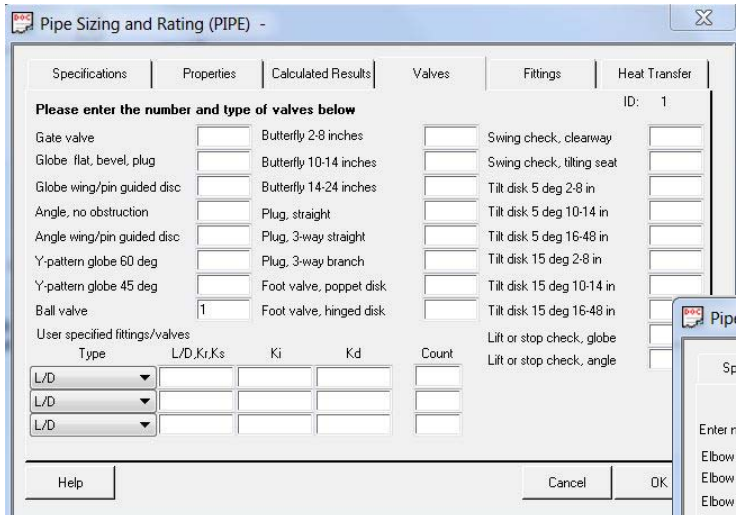 Pipe Sizing and Rating (PIPE) -
Specifications Properties Calculated Results Valves Fittings Heat Transfer
Please enter the number and type of valves below
ID: 1
Gate valve
Globe flat, bevel, plug
Globe wing/pin guided disc
Angle, no obstruction
Angle wing/pin guided disc
Y-pattern globe 60 deg
Y-pattern globe 45 deg
Ball valve 1
Butterfly 2-8 inches
Butterfly 10-14 inches
Butterfly 14-24 inches
Plug, straight
Plug, 3-way straight
Plug, 3-way branch
Foot valve, poppet disk
Foot valve, hinged disk
Swing check, clearway
Swing check, tilting seat
Tilt disk 5 deg 2-8 in
Tilt disk 5 deg 10-14 in
Tilt disk 5 deg 16-48 in
Tilt disk 15 deg 2-8 in
Tilt disk 15 deg 10-14 in
Tilt disk 15 deg 16-48 in
Lift or stop check, globe
Lift or stop check, angle
User specified fittings/valves
Type L/D,Kr,Ks Ki Kd Count
L/D
L/D
L/D
Help Cancel OK
Pipe
Sp
Enter n
Elbow
Elbow
Elbow